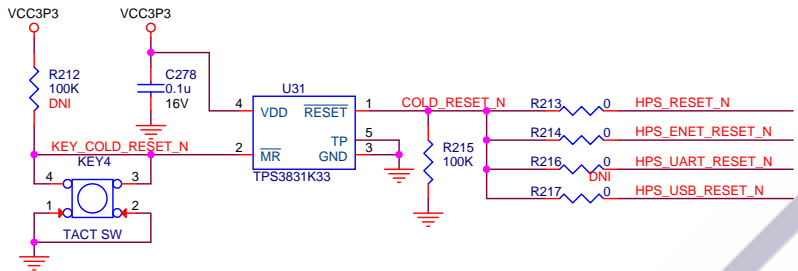 VCC3P3 VCC3P3
R212
100K
DNI
C278
0.1u
16V
U31
4 VDD RESET 1
TP 5
2 MR GND 3
TPS3831K33
KEY_COLD_RESET_N
KEY4
4 3
1 2
TACT SW
COLD_RESET_N
R215
100K
R213 0 HPS_RESET_N
R214 0 HPS_ENET_RESET_N
R216 0 HPS_UART_RESET_N
DNI
R217 0 HPS_USB_RESET_N